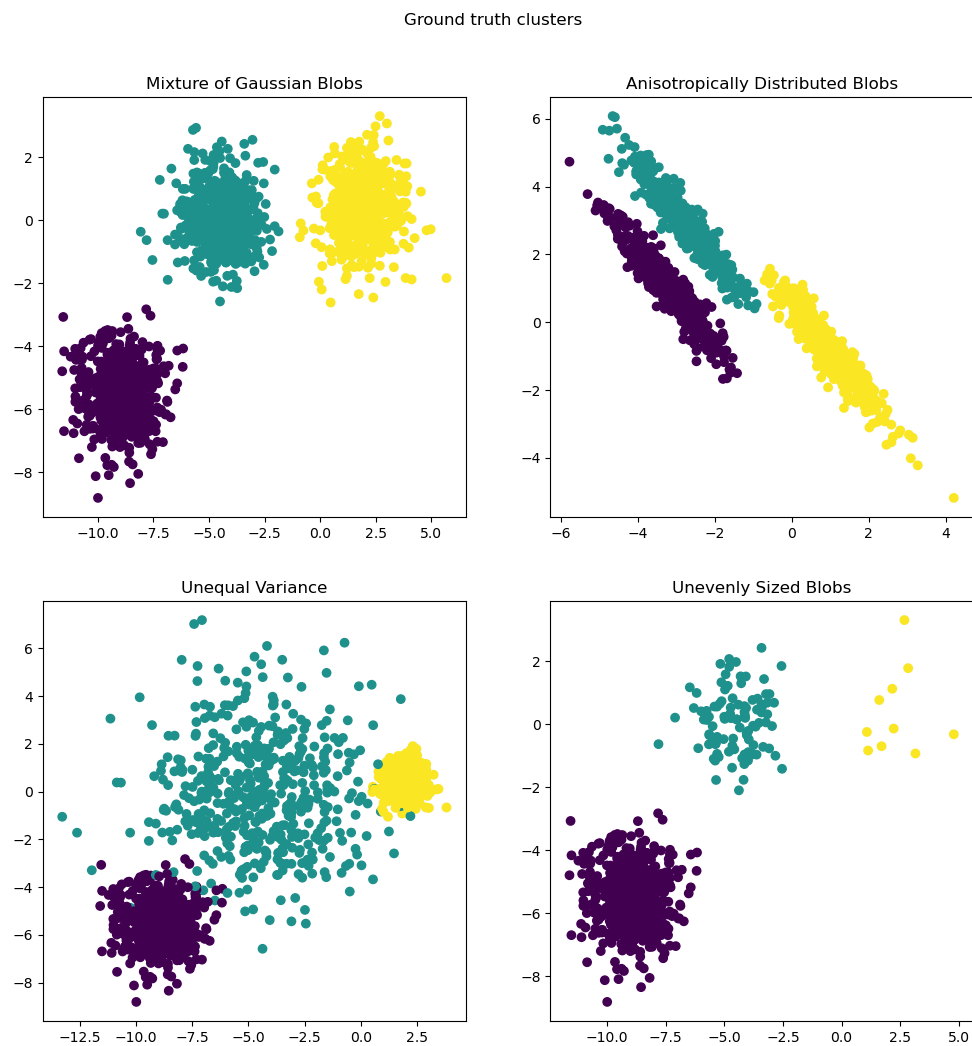 Ground truth clusters
Mixture of Gaussian Blobs
Anisotropically Distributed Blobs
2
0
−2
−4
−6
−8
−10.0 −7.5 −5.0 −2.5 0.0 2.5 5.0
6
4
2
0
−2
−4
−6 −4 −2 0 2 4
Unequal Variance
Unevenly Sized Blobs
6
4
2
0
−2
−4
−6
−8
−12.5 −10.0 −7.5 −5.0 −2.5 0.0 2.5
2
0
−2
−4
−6
−8
−10.0 −7.5 −5.0 −2.5 0.0 2.5 5.0